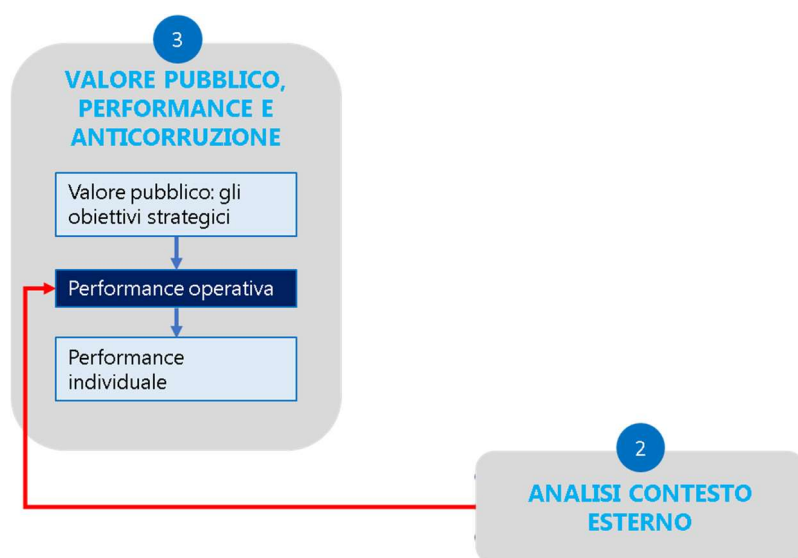 3
VALORE PUBBLICO,
PERFORMANCE E
ANTICORRUZIONE
Valore pubblico: gli
obiettivi strategici
Performance operativa
Performance
individuale
2
ANALISI CONTESTO
ESTERNO